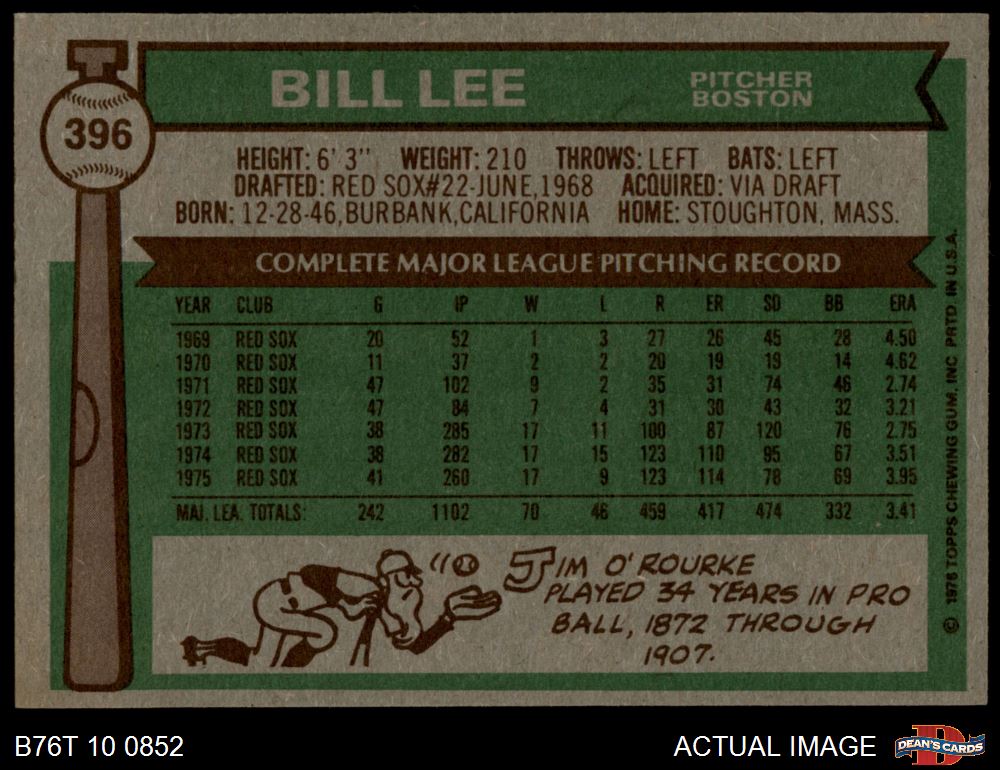 T
BILL LEE
PITCHER
BOSTON
396
HEIGHT: 6' 3" WEIGHT: 210 THROWS: LEFT BATS: LEFT
DRAFTED: RED SOX#22-JUNE,1968 ACQUIRED: VIA DRAFT
BORN: 12-28-46,BURBANK,CALIFORNIA HOME: STOUGHTON, MASS.
COMPLETE MAJOR LEAGUE PITCHING RECORD
YEAR CLUB G IP W L R ER SO BB ERA
1969 RED SOX 20 52 1 3 27 26 45 28 4.50
1970 RED SOX 11 37 2 2 20 19 19 14 4.62
1971 RED SOX 47 102 9 2 35 31 74 46 2.74
1972 RED SOX 47 84 7 4 31 30 43 32 3.21
1973 RED SOX 38 285 17 11 100 87 120 76 2.75
1974 RED SOX 38 282 17 15 123 110 95 67 3.51
1975 RED SOX 41 260 17 9 123 114 78 69 3.95
MAJ. LEA. TOTALS: 242 1102 70 46 459 417 474 332 3.41
JIM O'ROURKE
PLAYED 34 YEARS IN PRO
BALL, 1872 THROUGH
1907.
© 1976 TOPPS CHEWING GUM, INC PRTD. IN U.S.A.
B76T 10 0852
ACTUAL IMAGE
D
DEAN'S CARDS